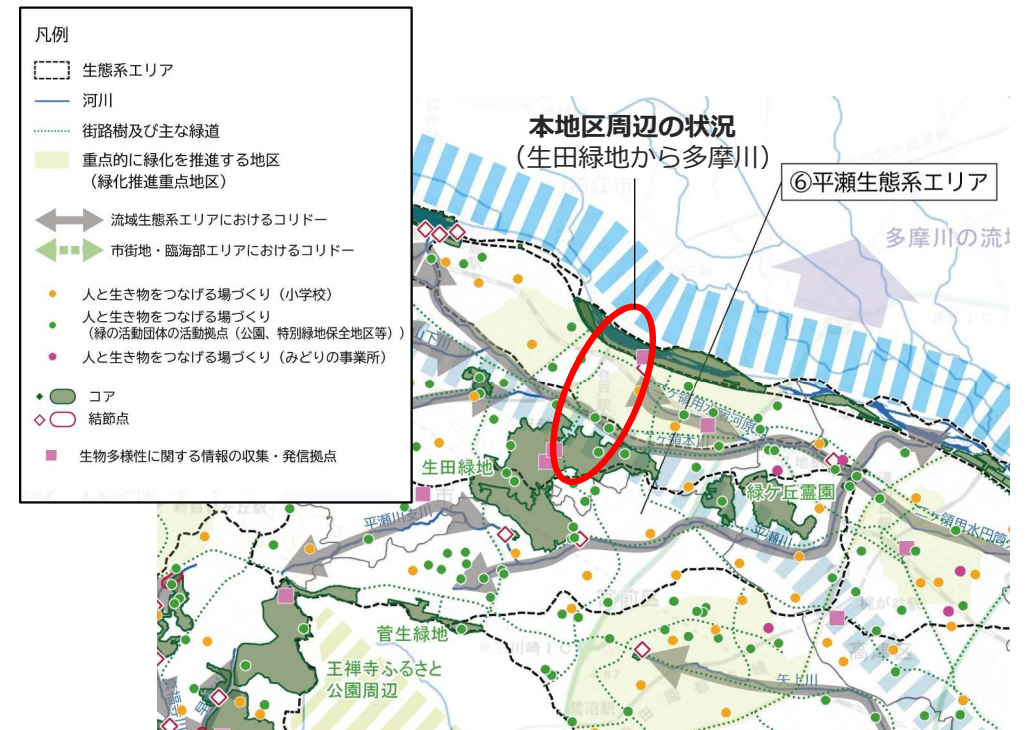 凡例
生態系エリア
河川
街路樹及び主な緑道
重点的に緑化を推進する地区
（緑化推進重点地区）
流域生態系エリアにおけるコリドー
市街地・臨海部エリアにおけるコリドー
人と生き物をつなげる場づくり（小学校）
人と生き物をつなげる場づくり
（緑の活動団体の活動拠点（公園、特別緑地保全地区等））
人と生き物をつなげる場づくり（みどりの事業所）
コア
結節点
生物多様性に関する情報の収集・発信拠点
本地区周辺の状況
（生田緑地から多摩川）
⑥平瀬生態系エリア
多摩川の流域
山下川
生田緑地
緑ケ丘霊園
平瀬川支川
平瀬川
菅生緑地
王禅寺ふるさと
公園周辺
矢上川